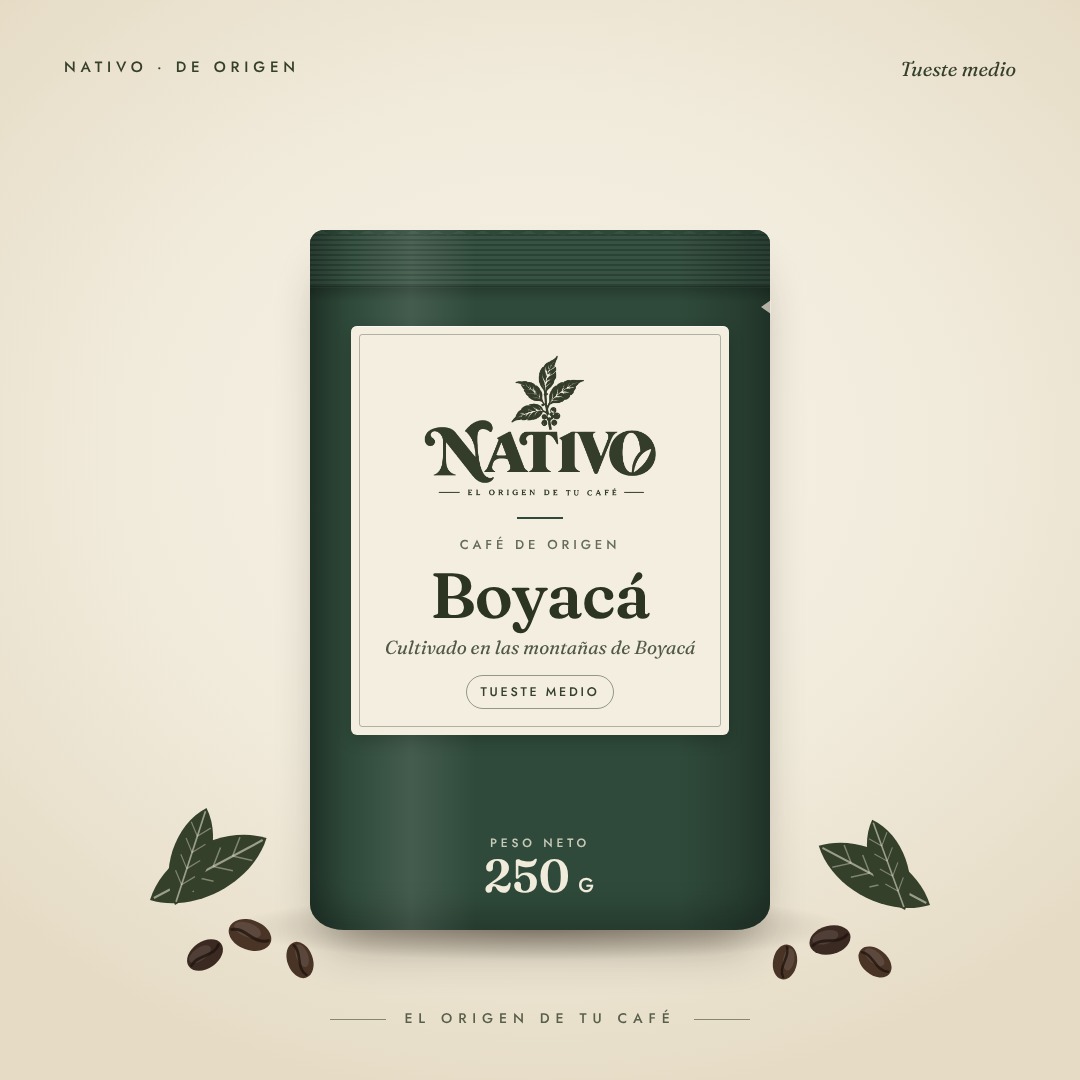 NATIVO · DE ORIGEN
Tueste medio
NATIVO
EL ORIGEN DE TU CAFÉ
CAFÉ DE ORIGEN
Boyacá
Cultivado en las montañas de Boyacá
TUESTE MEDIO
PESO NETO
250 G
EL ORIGEN DE TU CAFÉ